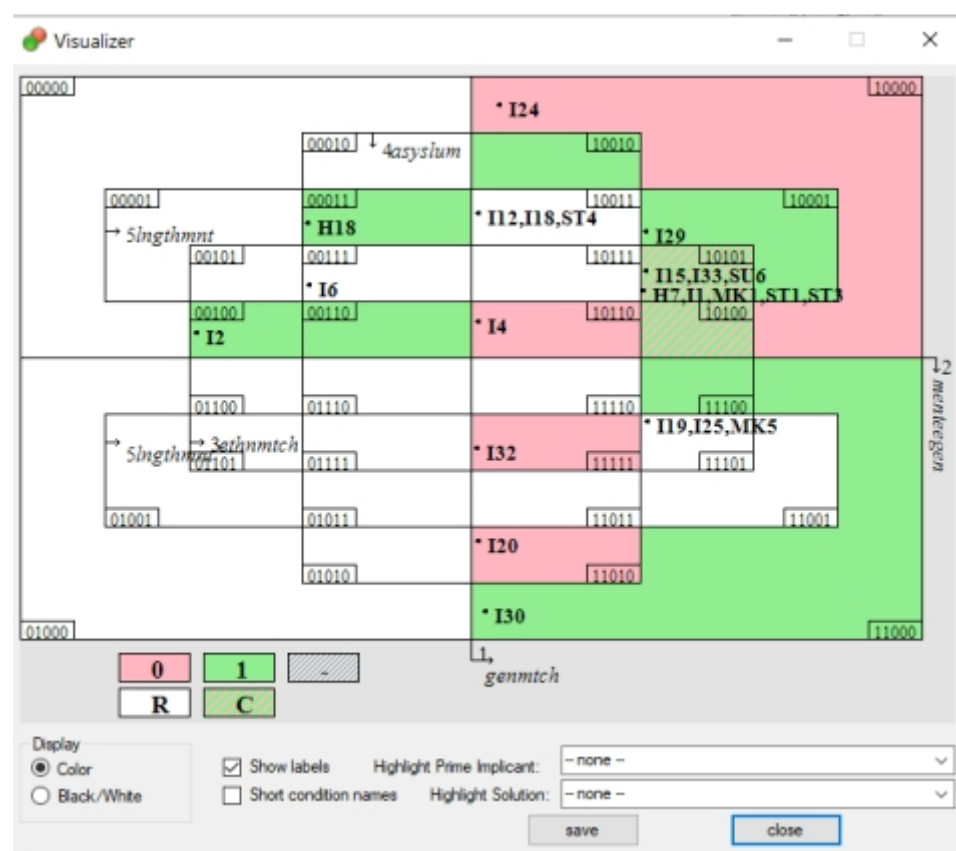 Visualizer
00000 10000
I24
00010 4asyslum 10010
00001 00011 10011 10001
I12,I18,ST4
H18
5lngthmnt I29
00101 00111 10111 10101
I15,I33,SU6
I6 H7,I1,MK1,ST1,ST3
00100 00110 10110 10100
I4
I2
2
menleegen
01100 01110 11110 11100
I19,I25,MK5
3ethnmtch
5lngthmnt I32
01101 01111 11111 11101
01001 01011 11011 11001
I20
01010 11010
I30
01000 11000
1,
genmtch
0 1 -
R C
Display
Color
Black/White
Show labels
Short condition names
Highlight Prime Implicant: -- none --
Highlight Solution: -- none --
save close